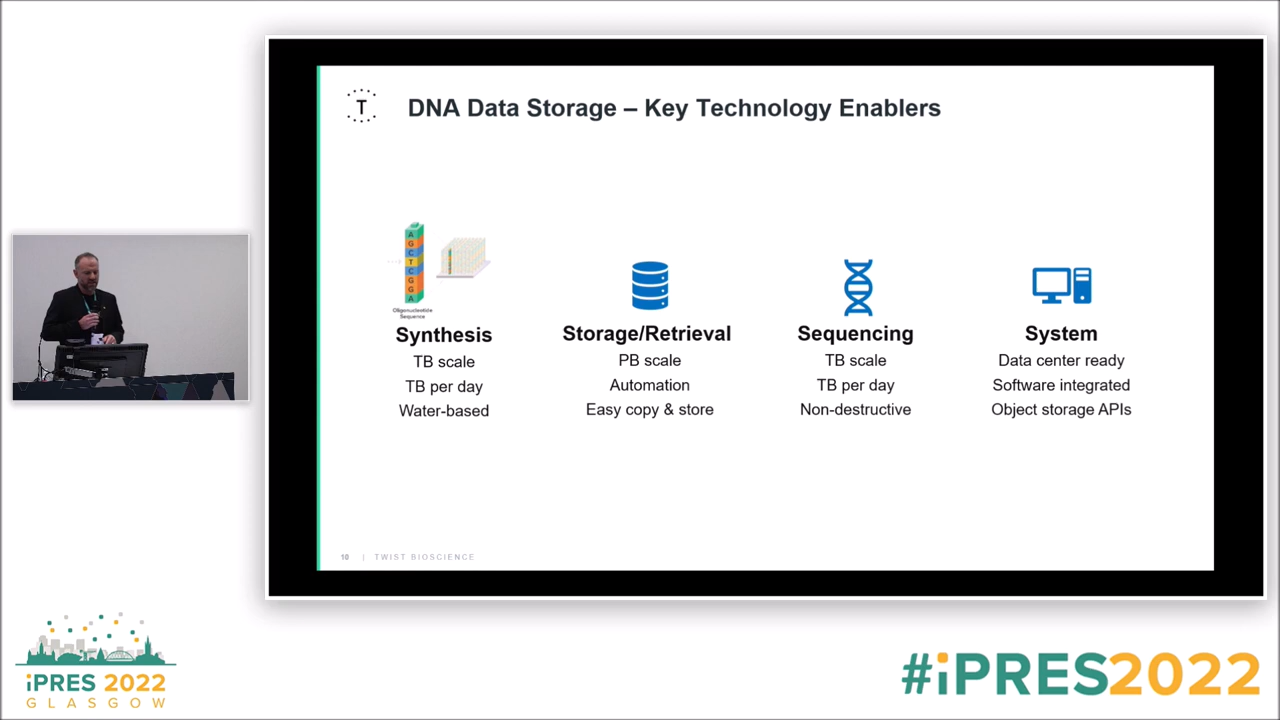 T
DNA Data Storage – Key Technology Enablers
A
G
C
T
C
G
G
A
Oligonucleotide
Sequence
Synthesis
TB scale
TB per day
Water-based
Storage/Retrieval
PB scale
Automation
Easy copy & store
Sequencing
TB scale
TB per day
Non-destructive
System
Data center ready
Software integrated
Object storage APIs
10 | TWIST BIOSCIENCE
iPRES 2022
GLASGOW
#iPRES2022